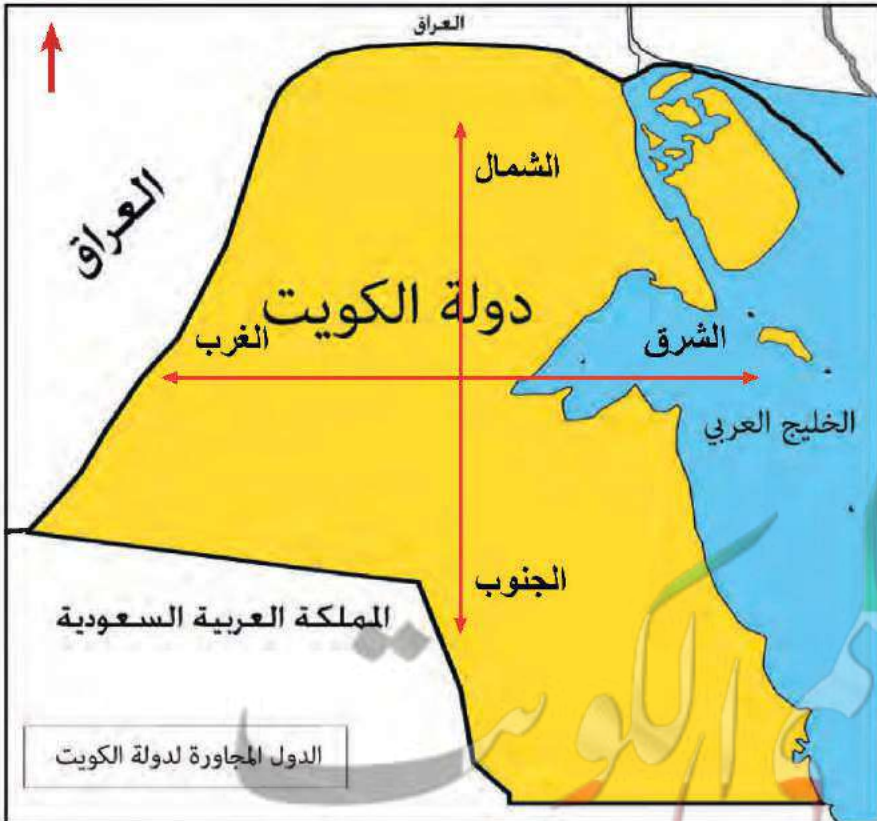 العراق
الشمال
العراق
دولة الكويت
الغرب
الشرق
الخليج العربي
الجنوب
المملكة العربية السعودية
الدول المجاورة لدولة الكويت